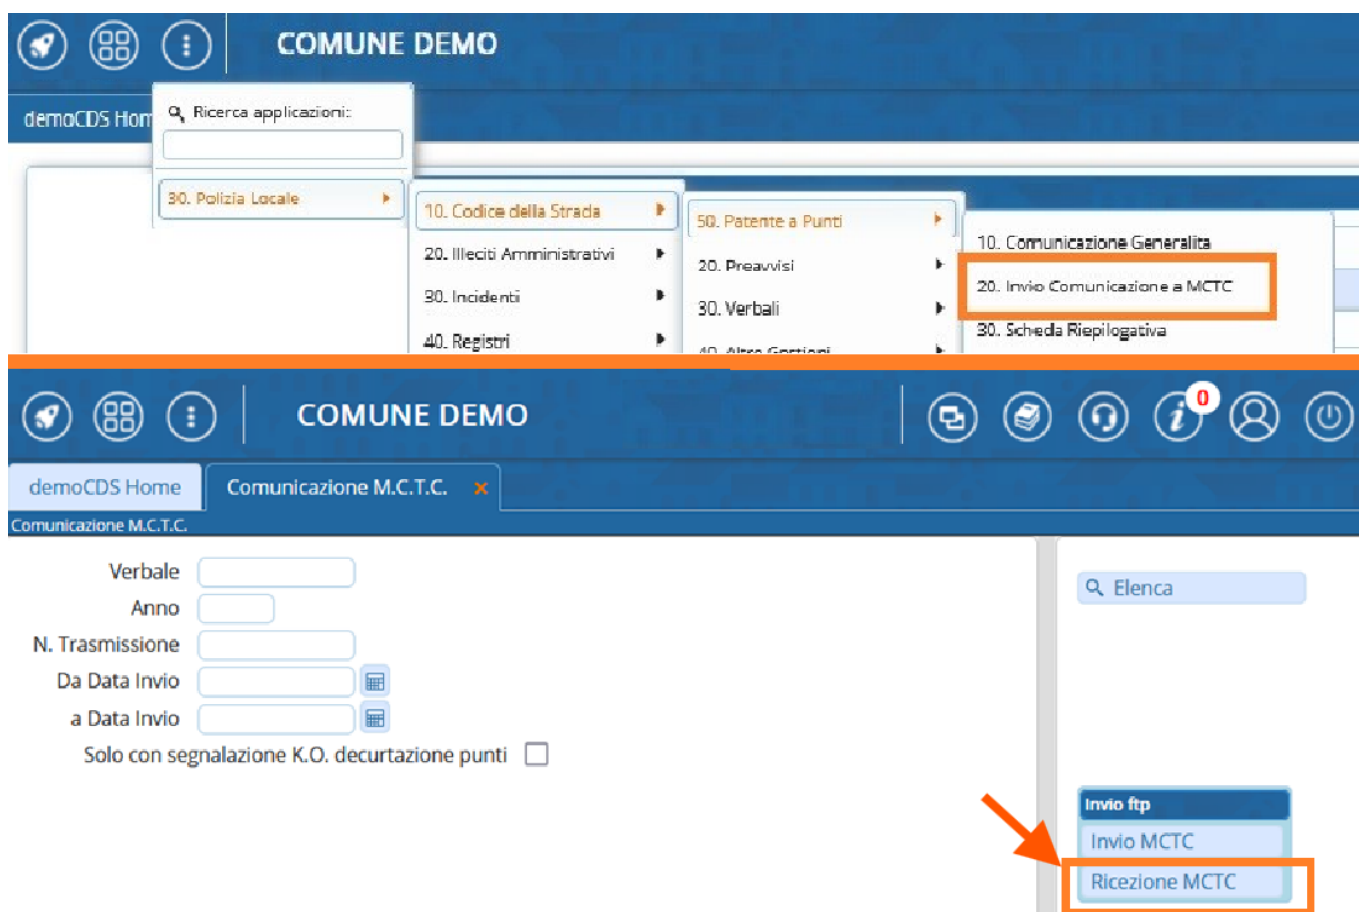 COMUNE DEMO
demoCDS Hom
Ricerca applicazioni::
30. Polizia Locale
10. Codice della Strada
20. Illeciti Amministrativi
30. Incidenti
40. Registri
50. Patente a Punti
20. Preavvisi
30. Verbali
40. Altre Gestioni
10. Comunicazione Generalita
20. Invio Comunicazione a MCTC
30. Scheda Riepilogativa
COMUNE DEMO
0
demoCDS Home
Comunicazione M.C.T.C.
Comunicazione M.C.T.C.
Verbale
Anno
N. Trasmissione
Da Data Invio
a Data Invio
Solo con segnalazione K.O. decurtazione punti
Elenca
Invio ftp
Invio MCTC
Ricezione MCTC